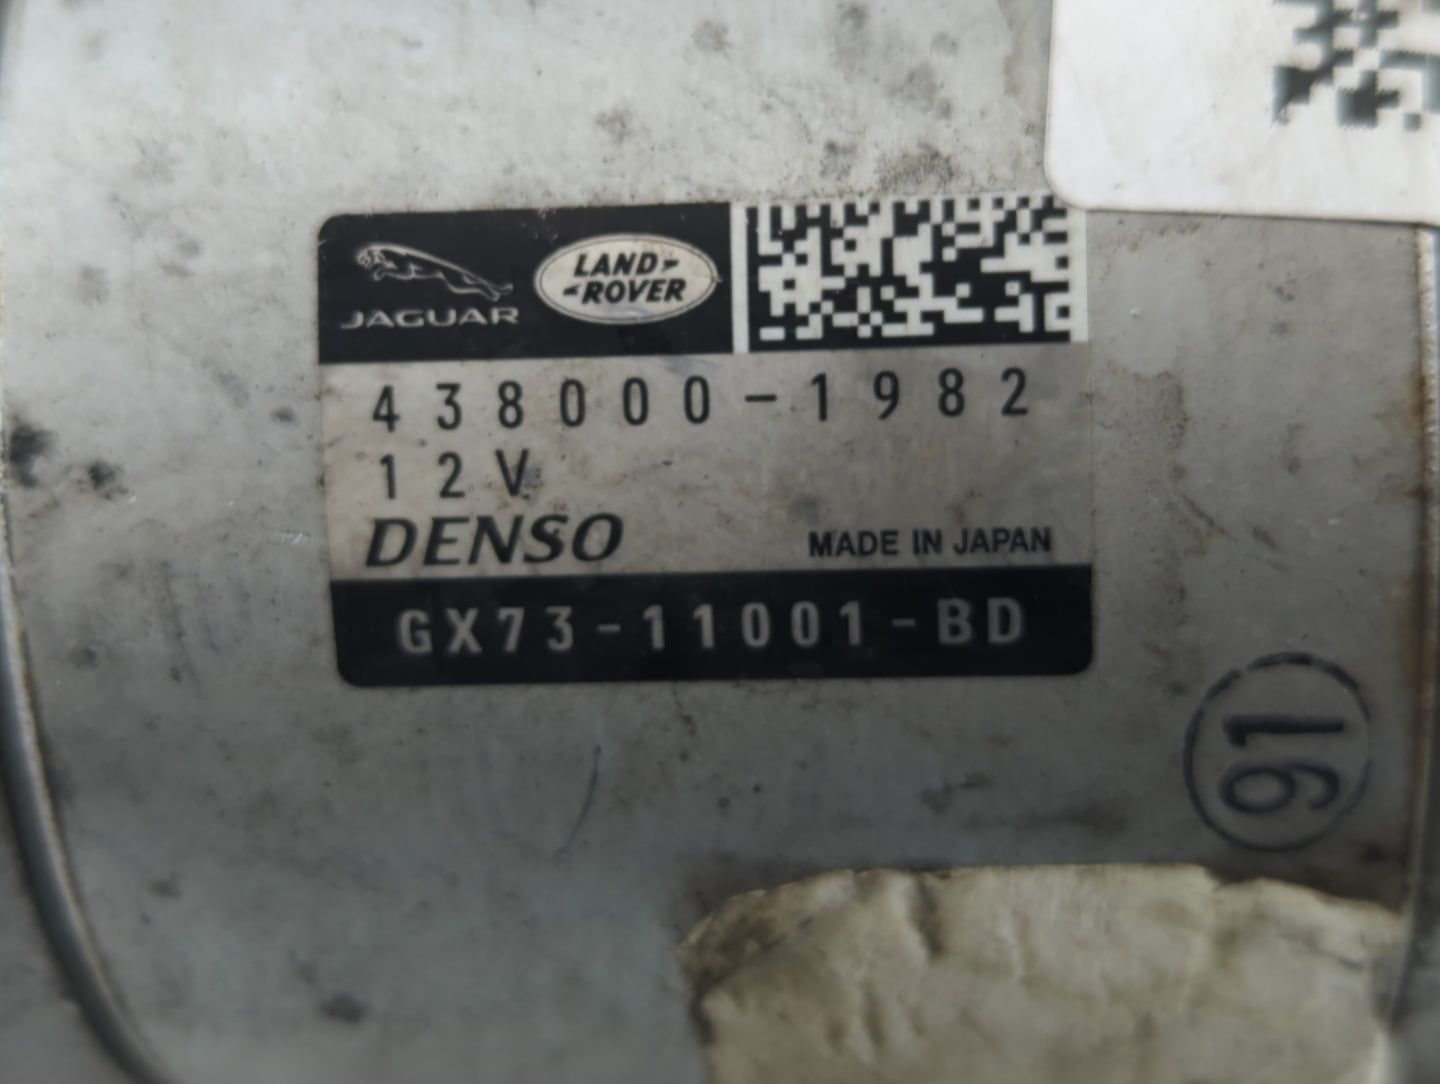 JAGUAR
LAND-
-ROVER
438000-1982
12V
DENSO
MADE IN JAPAN
GX73-11001-BD
91